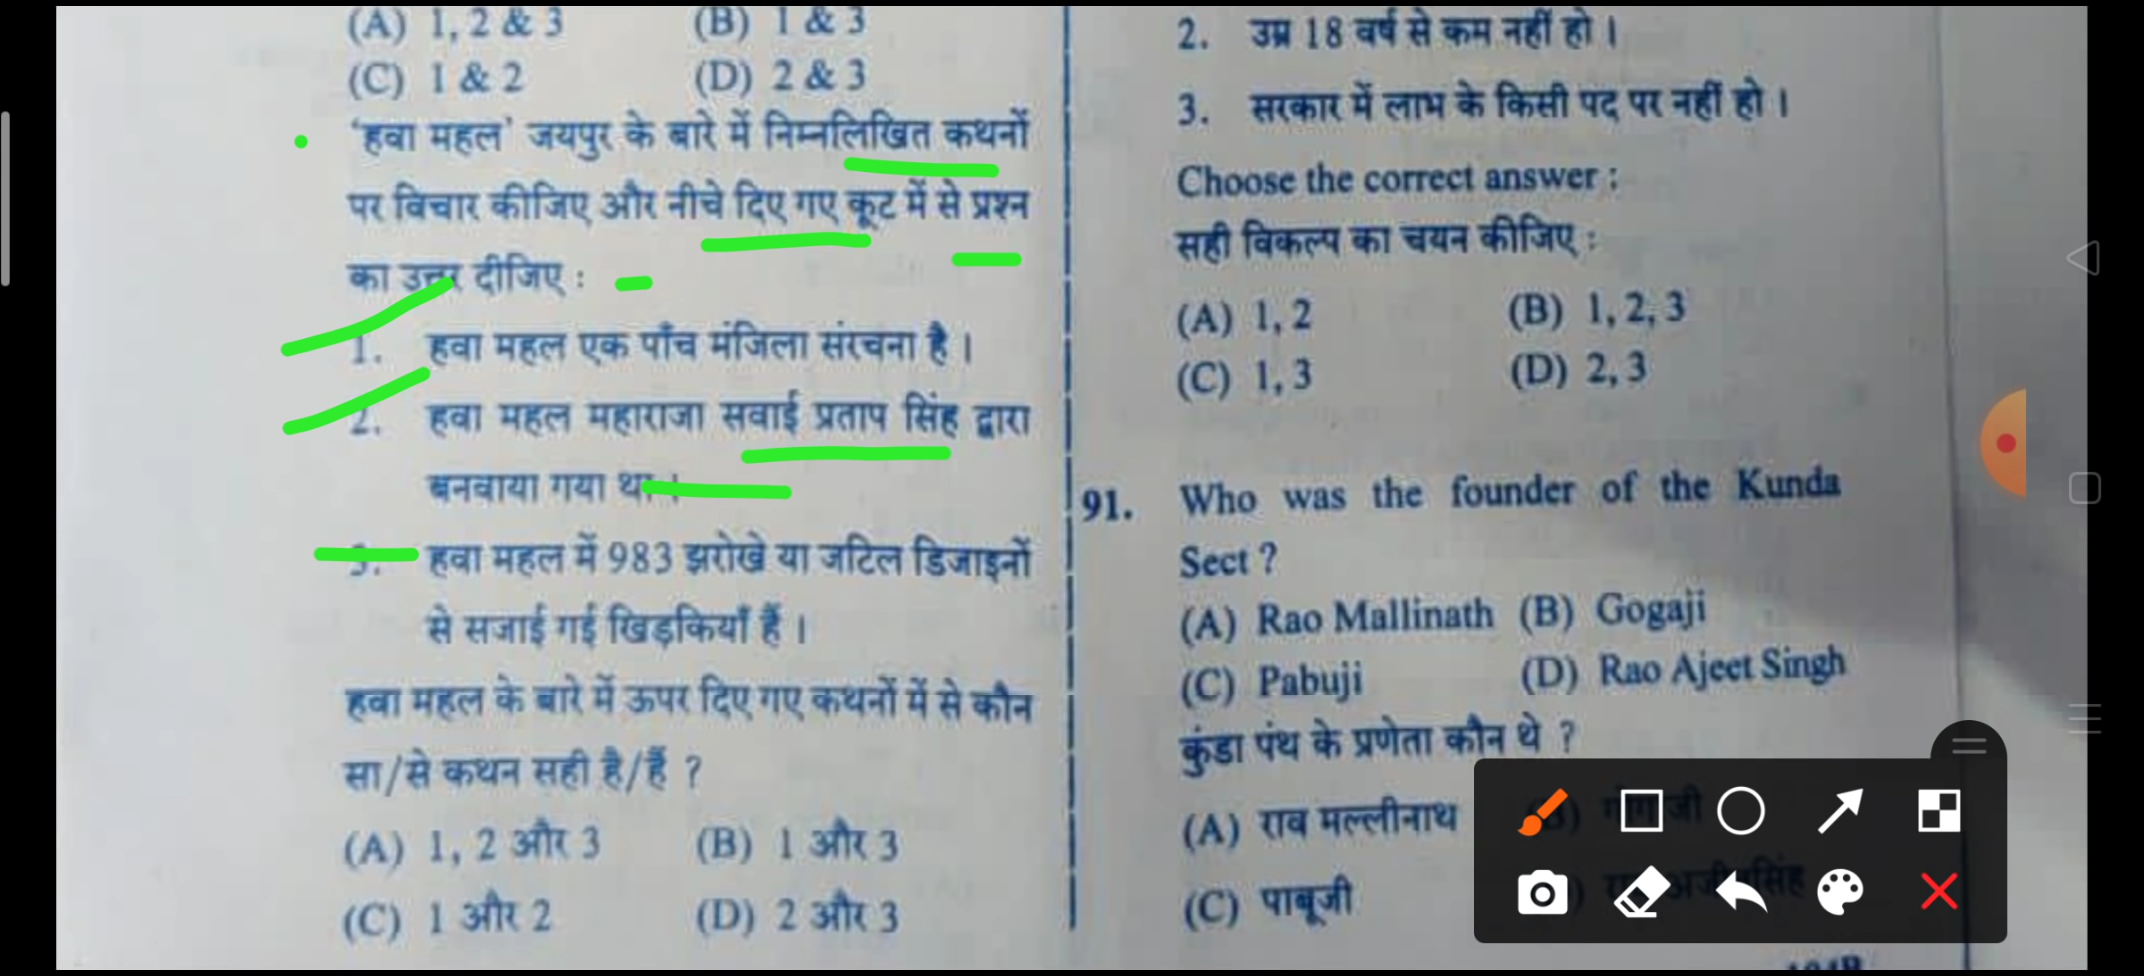 (A) 1, 2 & 3 (B) 1 & 3
(C) 1 & 2 (D) 2 & 3
'हवा महल' जयपुर के बारे में निम्नलिखित कथनों
पर विचार कीजिए और नीचे दिए गए कूट में से प्रश्न
का उत्तर दीजिए :
1. हवा महल एक पाँच मंजिला संरचना है ।
2. हवा महल महाराजा सवाई प्रताप सिंह द्वारा
बनवाया गया था ।
3. हवा महल में 983 झरोखे या जटिल डिजाइनों
से सजाई गई खिड़कियाँ हैं ।
हवा महल के बारे में ऊपर दिए गए कथनों में से कौन
सा/से कथन सही है/हैं ?
(A) 1, 2 और 3 (B) 1 और 3
(C) 1 और 2 (D) 2 और 3
2. उम्र 18 वर्ष से कम नहीं हो ।
3. सरकार में लाभ के किसी पद पर नहीं हो ।
Choose the correct answer :
सही विकल्प का चयन कीजिए :
(A) 1, 2 (B) 1, 2, 3
(C) 1, 3 (D) 2, 3
91. Who was the founder of the Kunda
Sect ?
(A) Rao Mallinath (B) Gogaji
(C) Pabuji (D) Rao Ajeet Singh
कुंडा पंथ के प्रणेता कौन थे ?
(A) राव मल्लीनाथ
(C) पाबूजी